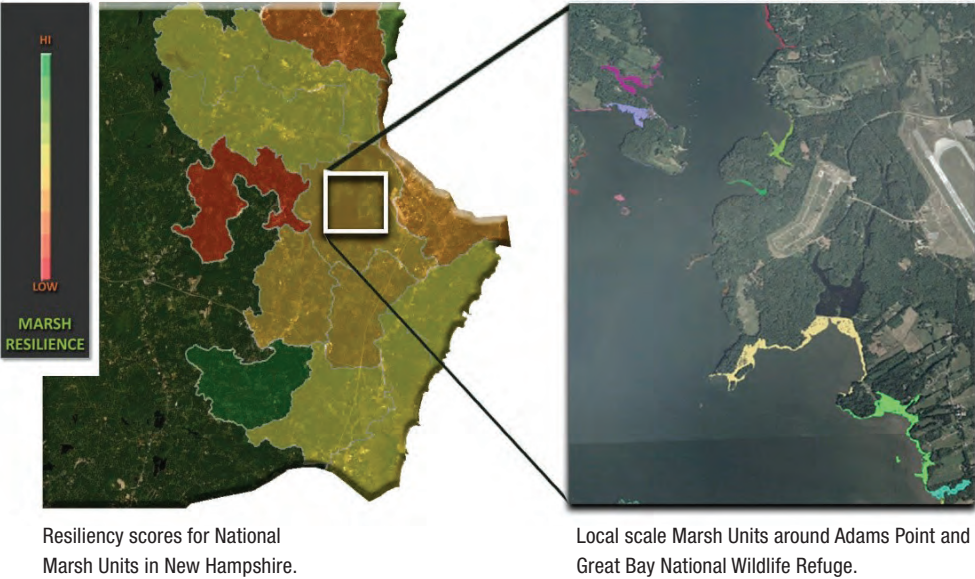 HI
LOW
MARSH
RESILIENCE
Resiliency scores for National
Marsh Units in New Hampshire.
Local scale Marsh Units around Adams Point and
Great Bay National Wildlife Refuge.